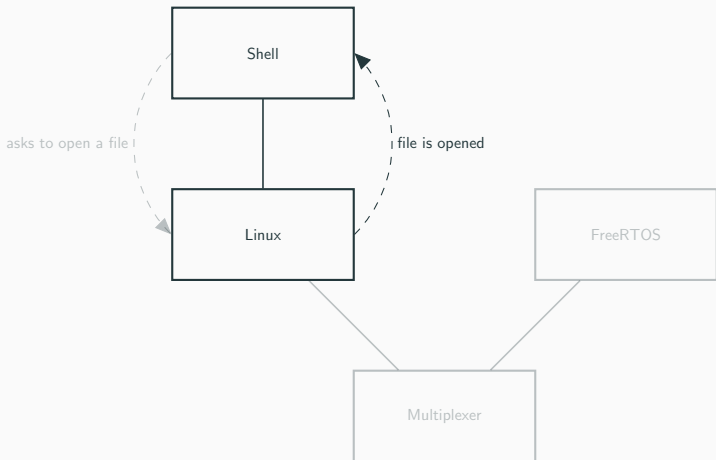 Shell
asks to open a file
file is opened
Linux
FreeRTOS
Multiplexer